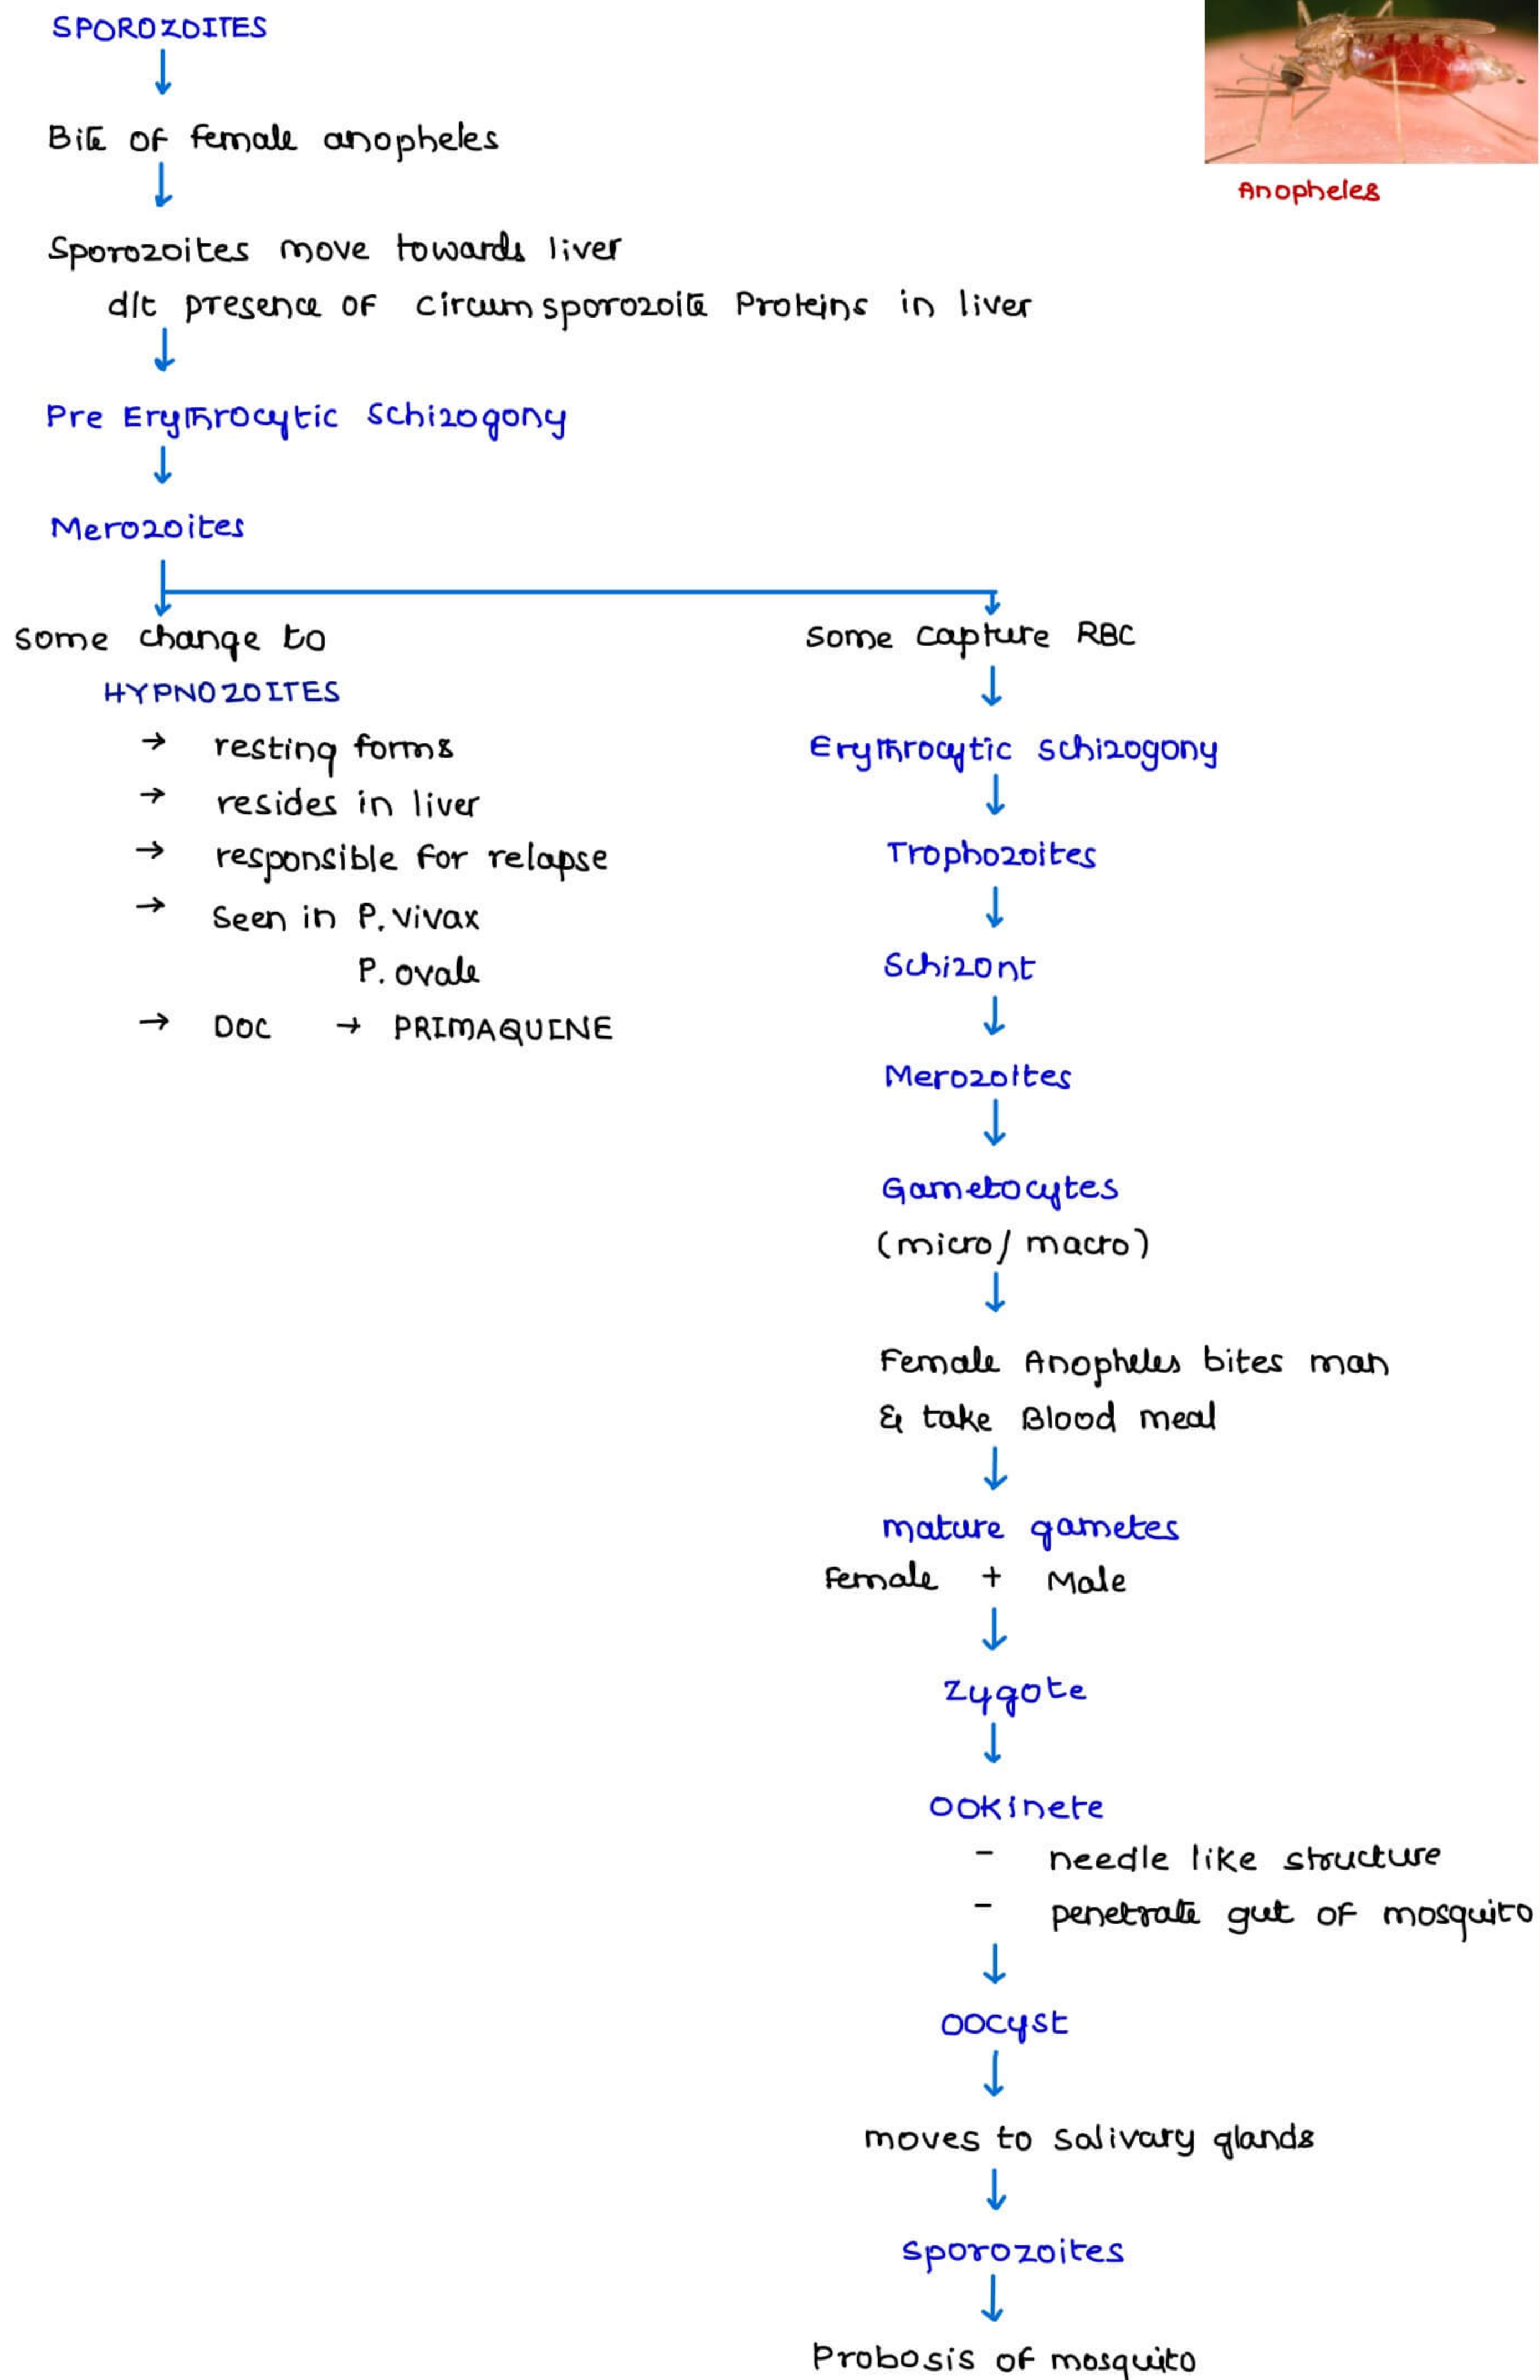 SPOROZOITES
Anopheles
Bite of female anopheles
Sporozoites move towards liver
d/t presence of circumsporozoite Proteins in liver
Pre Erythrocytic Schizogony
Merozoites
some change to
HYPNOZOITES
→ resting forms
→ resides in liver
→ responsible for relapse
→ Seen in P. vivax
P. ovale
→ DOC → PRIMAQUINE
some capture RBC
Erythrocytic schizogony
Trophozoites
Schizont
Merozoites
Gametocytes
(micro/ macro)
Female Anopheles bites man
& take Blood meal
mature gametes
Female + Male
Zygote
Ookinete
- needle like structure
- penetrate gut of mosquito
oocyst
moves to salivary glands
sporozoites
Probosis of mosquito